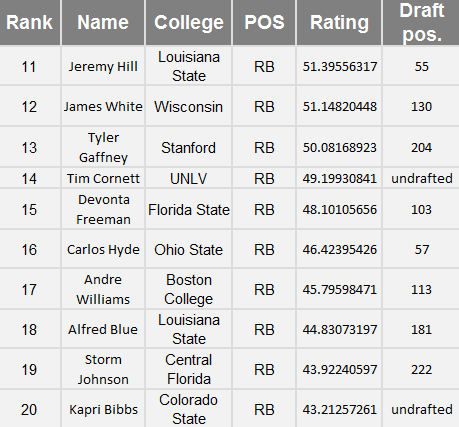 Rank Name College POS Rating Draft pos.
11 Jeremy Hill Louisiana State RB 51.39556317 55
12 James White Wisconsin RB 51.14820448 130
13 Tyler Gaffney Stanford RB 50.08168923 204
14 Tim Cornett UNLV RB 49.19930841 undrafted
15 Devonta Freeman Florida State RB 48.10105656 103
16 Carlos Hyde Ohio State RB 46.42395426 57
17 Andre Williams Boston College RB 45.79598471 113
18 Alfred Blue Louisiana State RB 44.83073197 181
19 Storm Johnson Central Florida RB 43.92240597 222
20 Kapri Bibbs Colorado State RB 43.21257261 undrafted